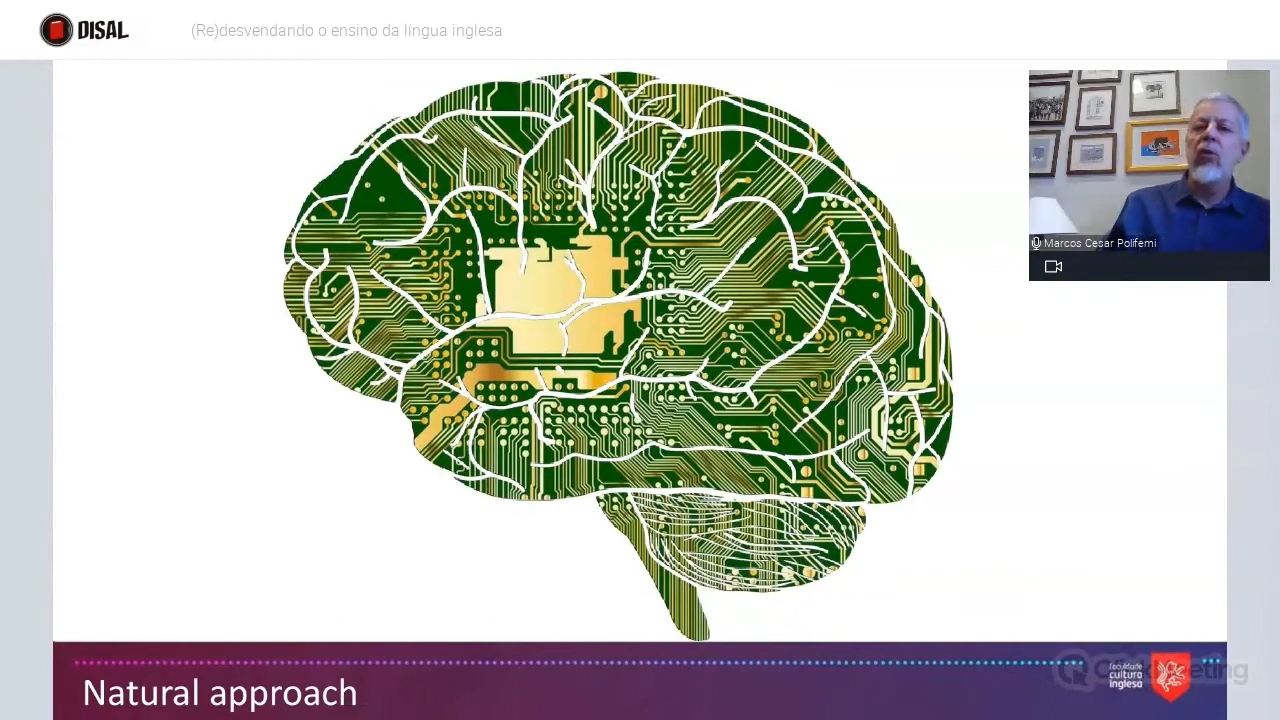 DISAL
(Re)desvendando o ensino da língua inglesa
Marcos Cesar Polifemi
Natural approach
faculdade
cultura
inglesa